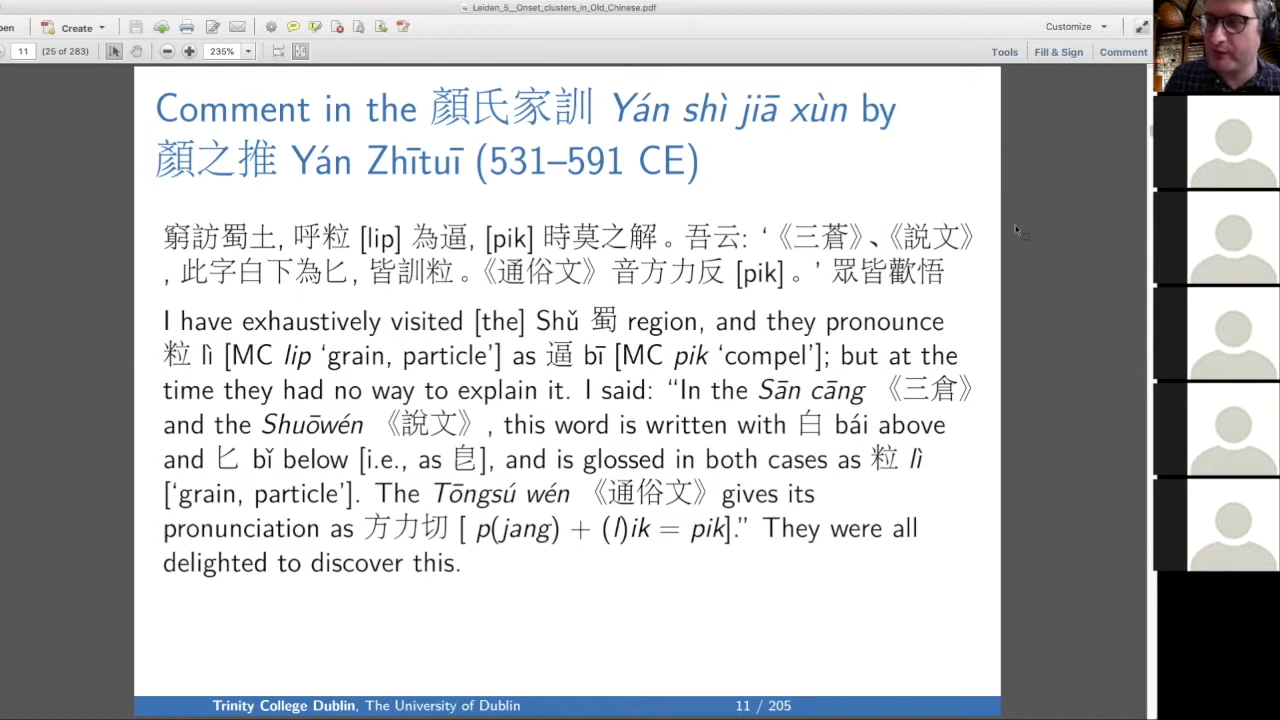 Leiden_5__Onset_clusters_in_Old_Chinese.pdf
pen
Create
Customize
11
(25 of 283)
235%
Tools
Fill & Sign
Comment
Comment in the 顏氏家訓 Yán shì jiā xùn by
顏之推 Yán Zhītuī (531–591 CE)
窮訪蜀土, 呼粒 [lip] 為逼, [pik] 時莫之解。吾云: ‘《三蒼》、《説文》
, 此字白下為匕, 皆訓粒。《通俗文》音方力反 [pik]。’ 眾皆歡悟
I have exhaustively visited [the] Shǔ 蜀 region, and they pronounce
粒 lì [MC lip ‘grain, particle’] as 逼 bī [MC pik ‘compel’]; but at the
time they had no way to explain it. I said: “In the Sān cāng 《三倉》
and the Shuōwén 《說文》, this word is written with 白 bái above
and 匕 bǐ below [i.e., as 皀], and is glossed in both cases as 粒 lì
[‘grain, particle’]. The Tōngsú wén 《通俗文》gives its
pronunciation as 方力切 [ p(jang) + (l)ik = pik].” They were all
delighted to discover this.
Trinity College Dublin, The University of Dublin
11 / 205